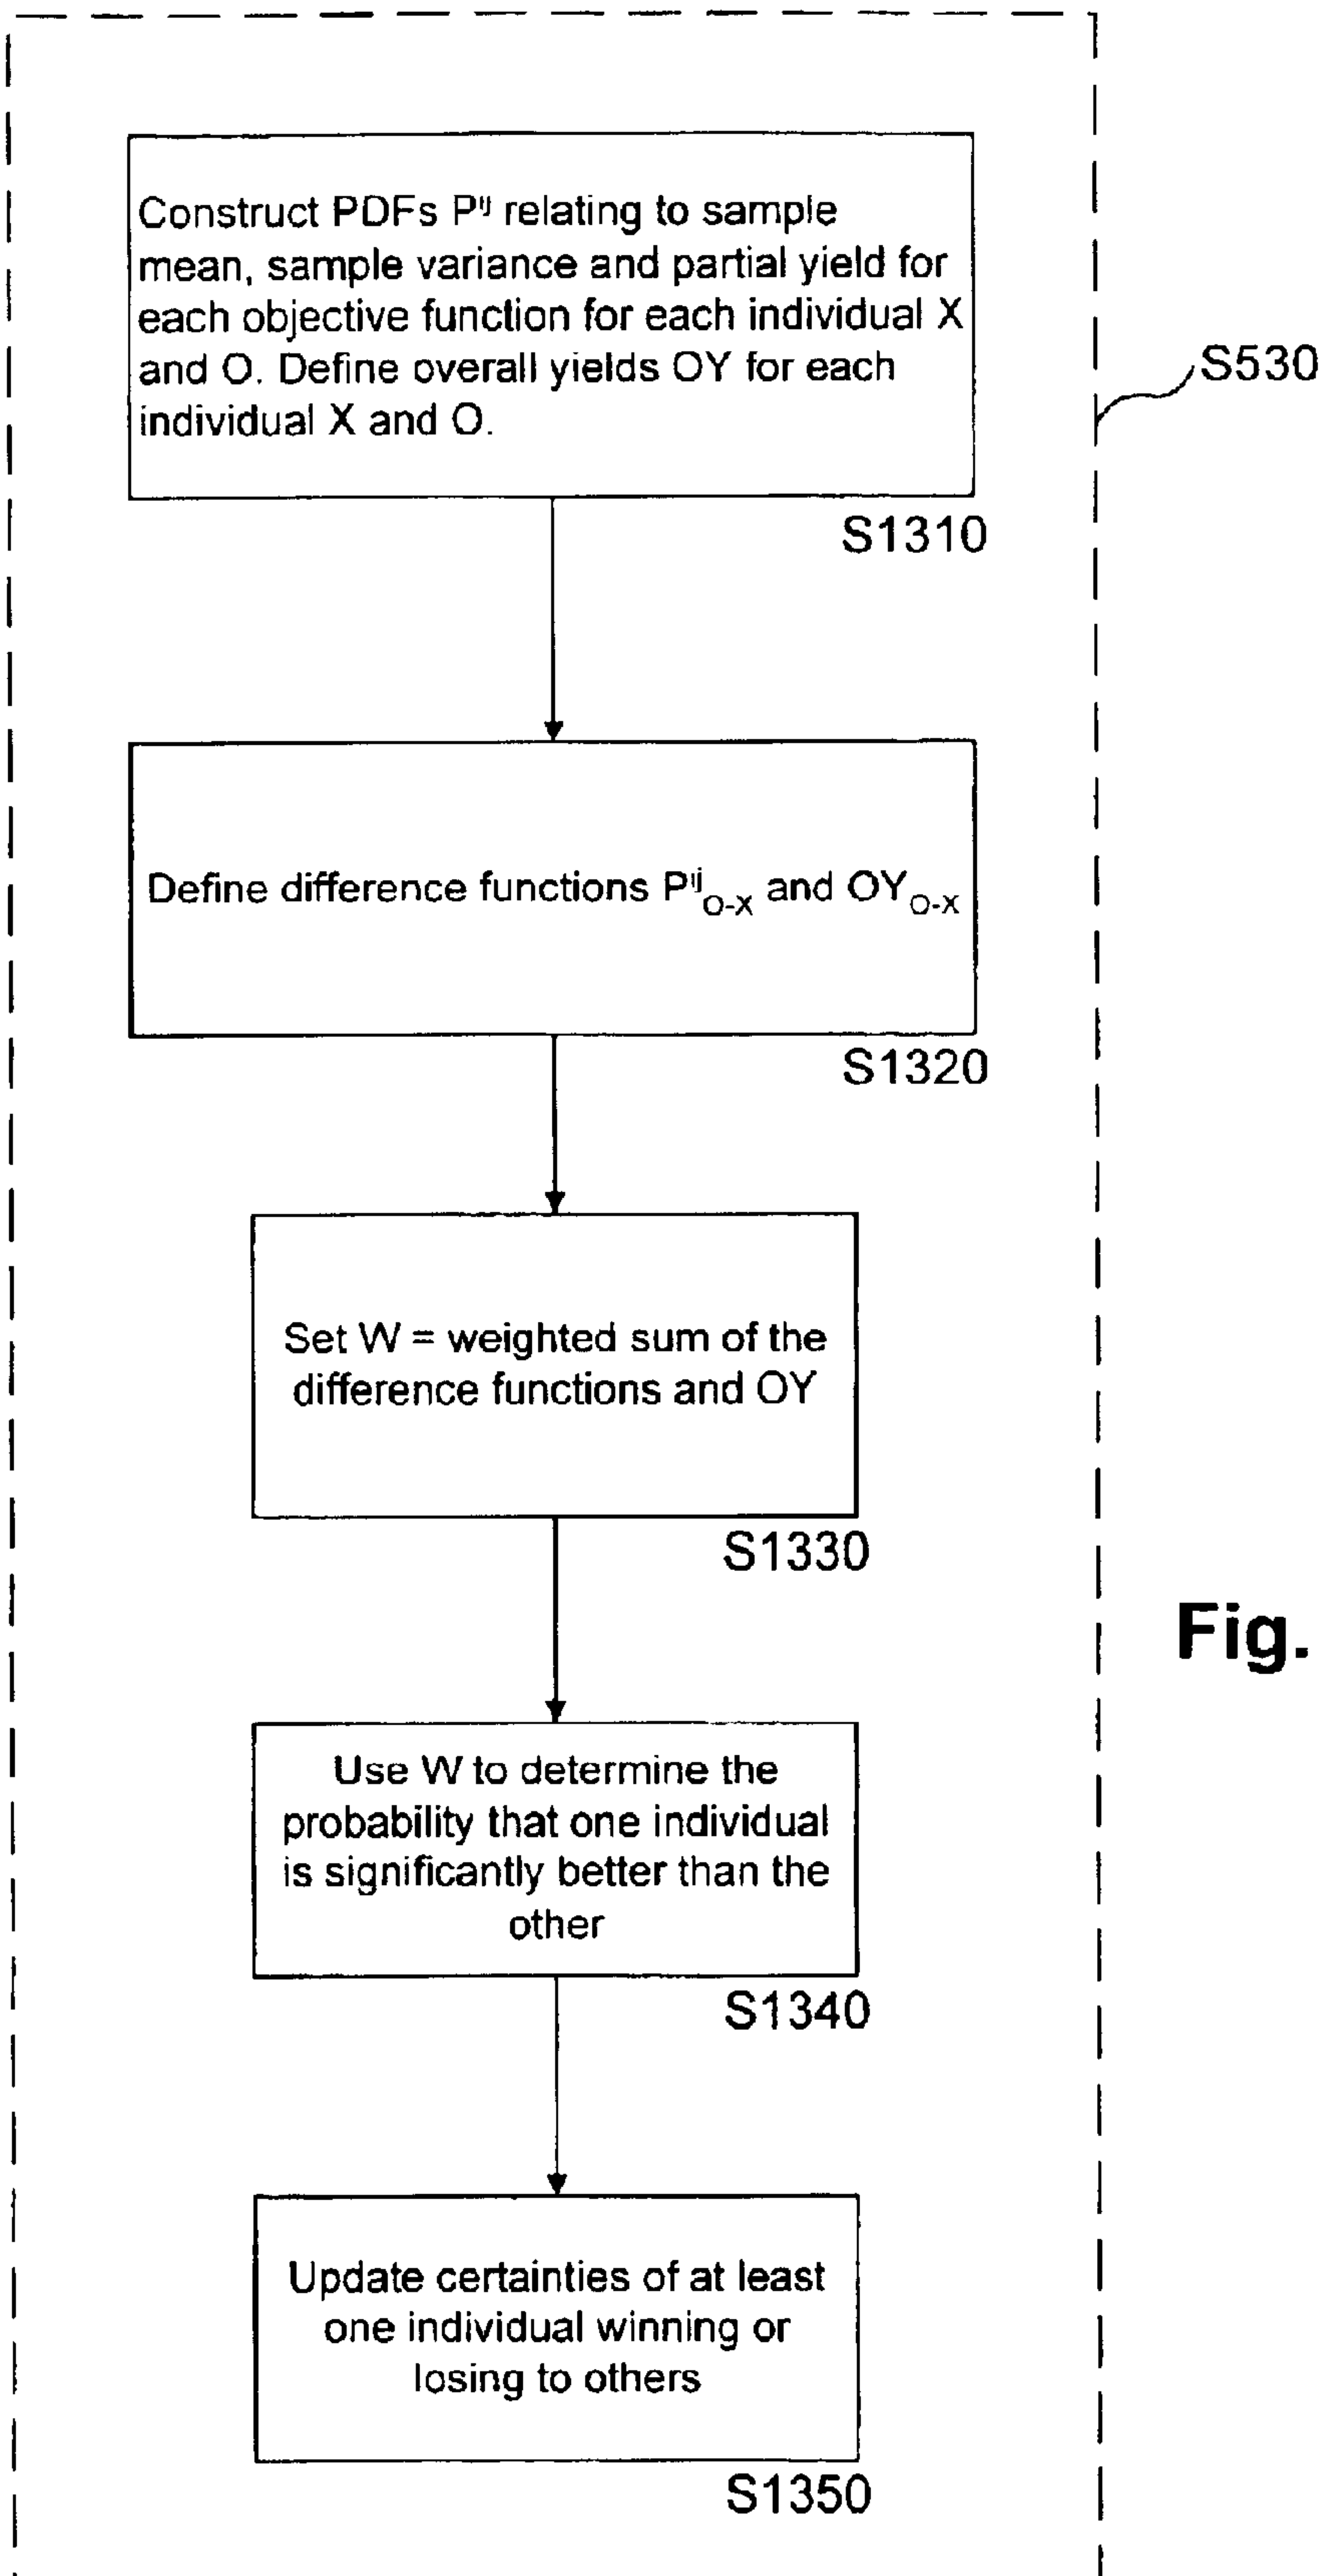 Construct PDFs Pij relating to sample
mean, sample variance and partial yield for
each objective function for each individual X
and O. Define overall yields OY for each
individual X and O.
S530
S1310
Define difference functions PijO-X and OYO-X
S1320
Set W = weighted sum of the
difference functions and OY
S1330
Fig.
Use W to determine the
probability that one individual
is significantly better than the
other
S1340
Update certainties of at least
one individual winning or
losing to others
S1350